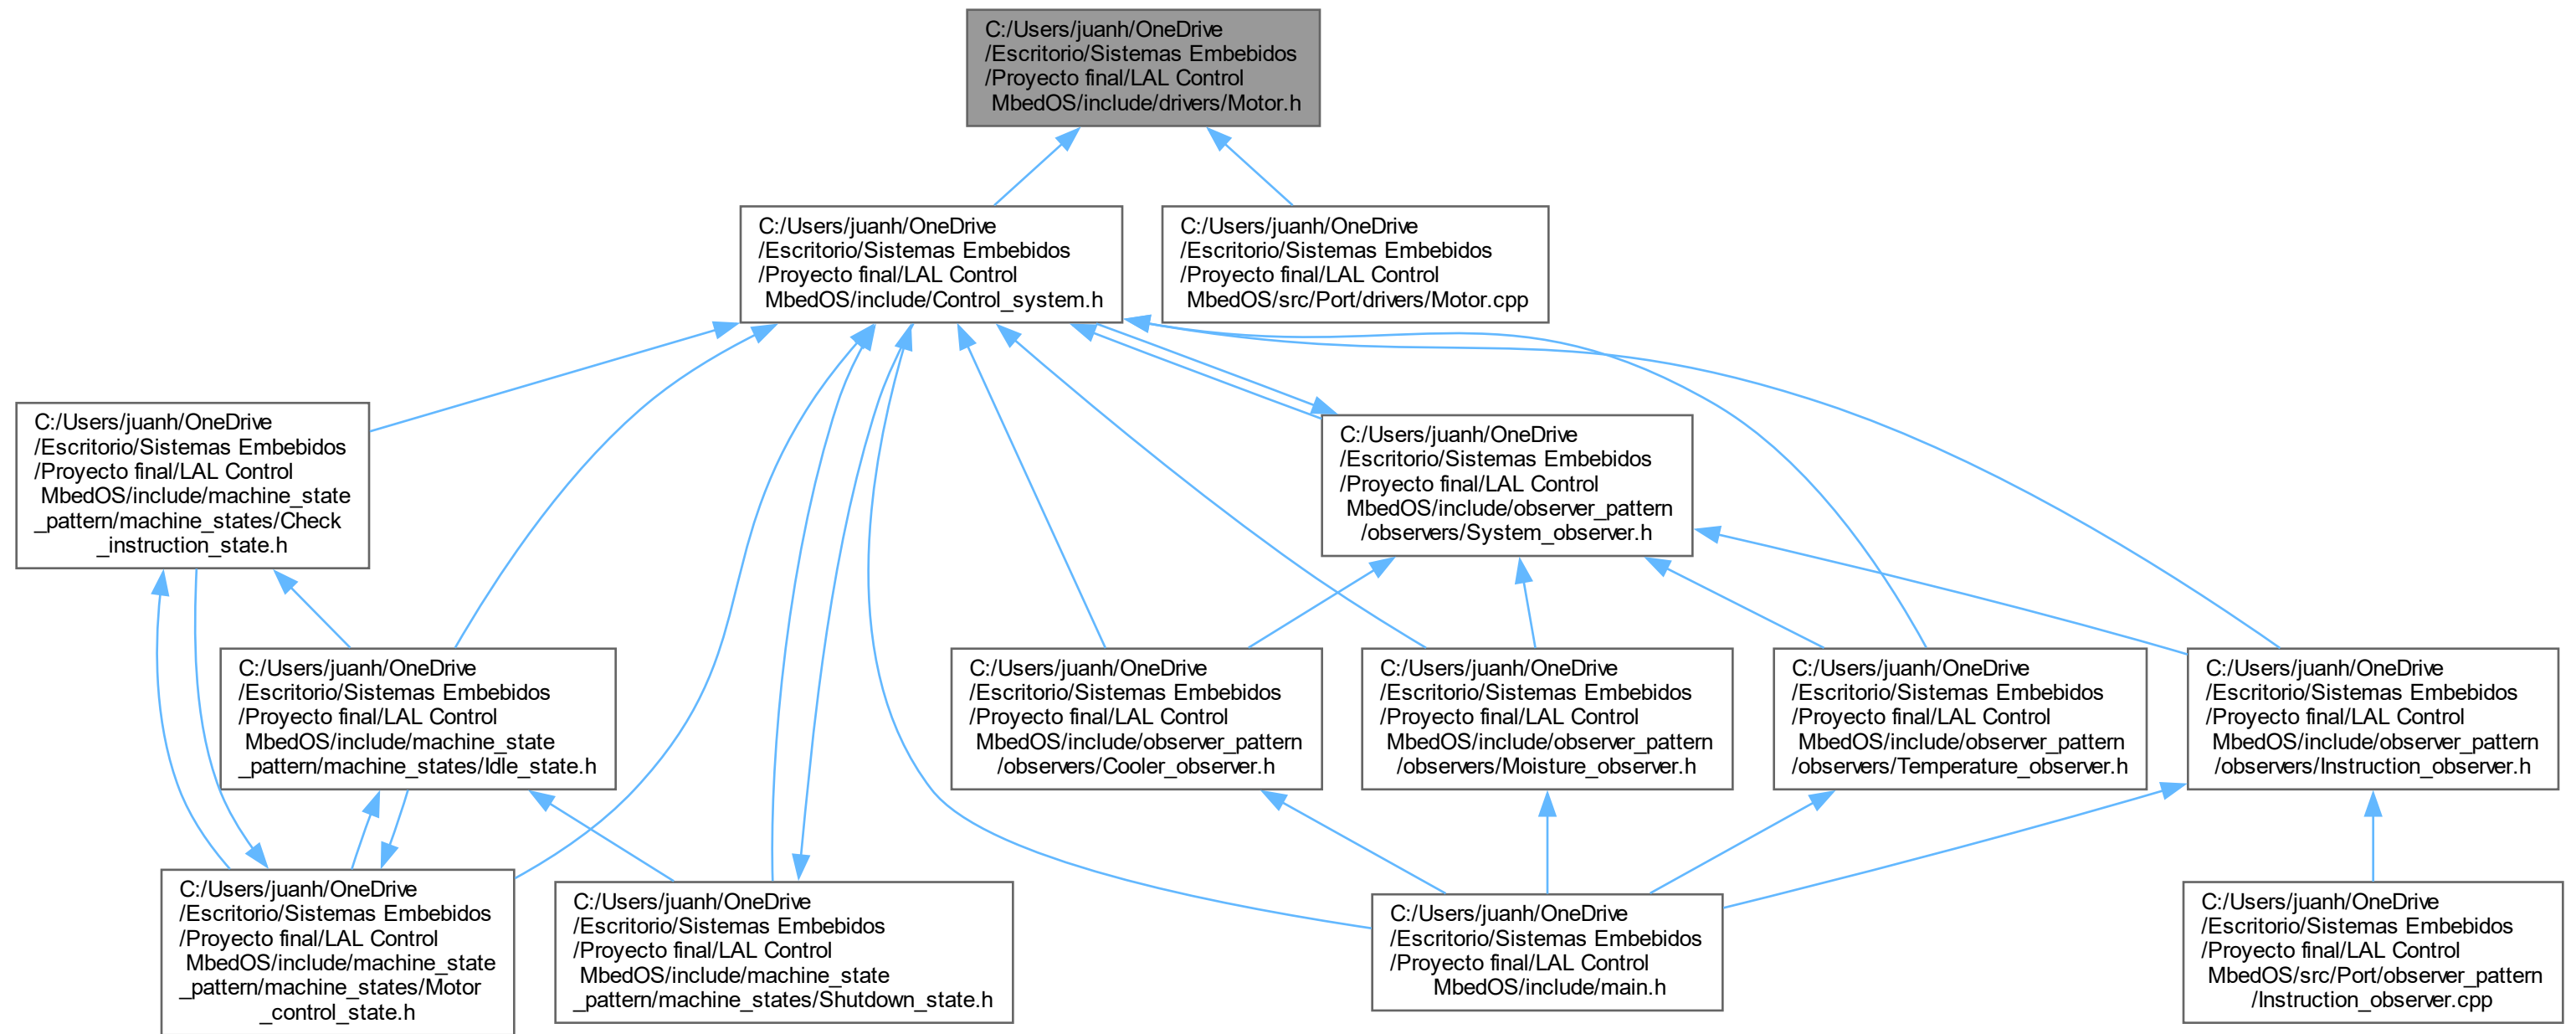 C:/Users/juanh/OneDrive
/Escritorio/Sistemas Embebidos
/Proyecto final/LAL Control
MbedOS/include/drivers/Motor.h
C:/Users/juanh/OneDrive
/Escritorio/Sistemas Embebidos
/Proyecto final/LAL Control
MbedOS/include/Control_system.h
C:/Users/juanh/OneDrive
/Escritorio/Sistemas Embebidos
/Proyecto final/LAL Control
MbedOS/src/Port/drivers/Motor.cpp
C:/Users/juanh/OneDrive
/Escritorio/Sistemas Embebidos
/Proyecto final/LAL Control
MbedOS/include/machine_state
_pattern/machine_states/Check
_instruction_state.h
C:/Users/juanh/OneDrive
/Escritorio/Sistemas Embebidos
/Proyecto final/LAL Control
MbedOS/include/observer_pattern
/observers/System_observer.h
C:/Users/juanh/OneDrive
/Escritorio/Sistemas Embebidos
/Proyecto final/LAL Control
MbedOS/include/machine_state
_pattern/machine_states/Idle_state.h
C:/Users/juanh/OneDrive
/Escritorio/Sistemas Embebidos
/Proyecto final/LAL Control
MbedOS/include/observer_pattern
/observers/Cooler_observer.h
C:/Users/juanh/OneDrive
/Escritorio/Sistemas Embebidos
/Proyecto final/LAL Control
MbedOS/include/observer_pattern
/observers/Moisture_observer.h
C:/Users/juanh/OneDrive
/Escritorio/Sistemas Embebidos
/Proyecto final/LAL Control
MbedOS/include/observer_pattern
/observers/Temperature_observer.h
C:/Users/juanh/OneDrive
/Escritorio/Sistemas Embebidos
/Proyecto final/LAL Control
MbedOS/include/observer_pattern
/observers/Instruction_observer.h
C:/Users/juanh/OneDrive
/Escritorio/Sistemas Embebidos
/Proyecto final/LAL Control
MbedOS/include/machine_state
_pattern/machine_states/Motor
_control_state.h
C:/Users/juanh/OneDrive
/Escritorio/Sistemas Embebidos
/Proyecto final/LAL Control
MbedOS/include/machine_state
_pattern/machine_states/Shutdown_state.h
C:/Users/juanh/OneDrive
/Escritorio/Sistemas Embebidos
/Proyecto final/LAL Control
MbedOS/include/main.h
C:/Users/juanh/OneDrive
/Escritorio/Sistemas Embebidos
/Proyecto final/LAL Control
MbedOS/src/Port/observer_pattern
/Instruction_observer.cpp